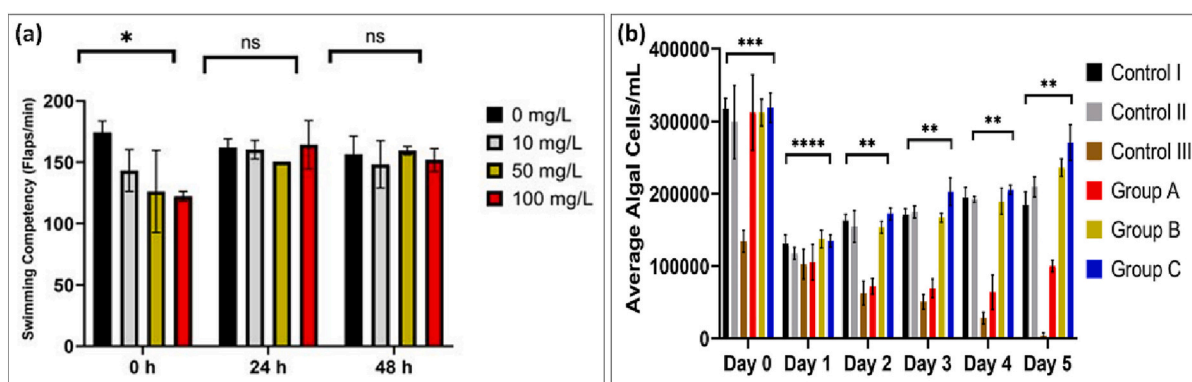 (a)
* ns ns
Swimming Competency (Flaps/min)
200
150
100
50
0
0 h 24 h 48 h
0 mg/L
10 mg/L
50 mg/L
100 mg/L
(b)
Average Algal Cells/mL
400000
300000
200000
100000
0
*** **** ** ** ** **
Day 0 Day 1 Day 2 Day 3 Day 4 Day 5
Control I
Control II
Control III
Group A
Group B
Group C